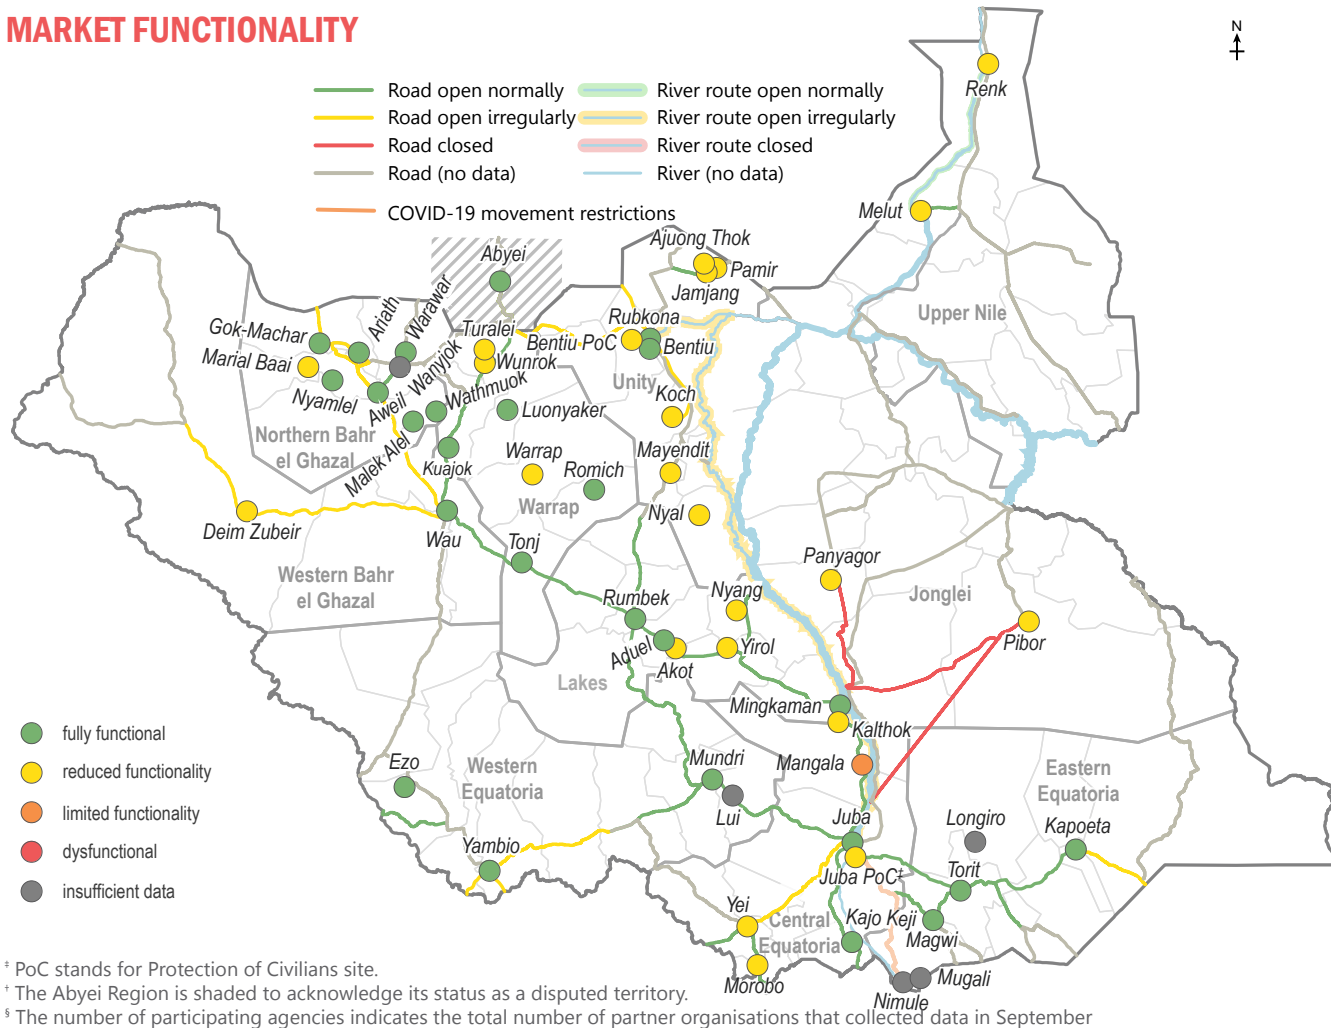 MARKET FUNCTIONALITY
N
Road open normally
Road open irregularly
Road closed
Road (no data)
COVID-19 movement restrictions
River route open normally
River route open irregularly
River route closed
River (no data)
Renk
Melut
Ajuong Thok
Pamir
Jamjang
Abyei
Upper Nile
Ariath
Warawar
Gok-Machar
Marial Baai
Nyamlel
Aweil
Wanyjok
Turalei
Wunrok
Bentiu PoC
Rubkona
Bentiu
Unity
Koch
Wathmuok
Luonyaker
Northern Bahr
el Ghazal
Malek Alel
Kuajok
Warrap
Romich
Warrap
Mayendit
Nyal
Deim Zubeir
Wau
Tonj
Western Bahr
el Ghazal
Panyagor
Jonglei
Pibor
Rumbek
Nyang
Aduel
Akot
Yirol
Lakes
Mingkaman
Kalthok
Mangala
Ezo
Western
Equatoria
Mundri
Lui
Eastern
Equatoria
Juba
Longiro
Kapoeta
Yambio
Juba PoC‡
Torit
Yei
Central
Equatoria
Kajo Keji
Magwi
Morobo
Nimule
Mugali
fully functional
reduced functionality
limited functionality
dysfunctional
insufficient data
‡ PoC stands for Protection of Civilians site.
† The Abyei Region is shaded to acknowledge its status as a disputed territory.
§ The number of participating agencies indicates the total number of partner organisations that collected data in September